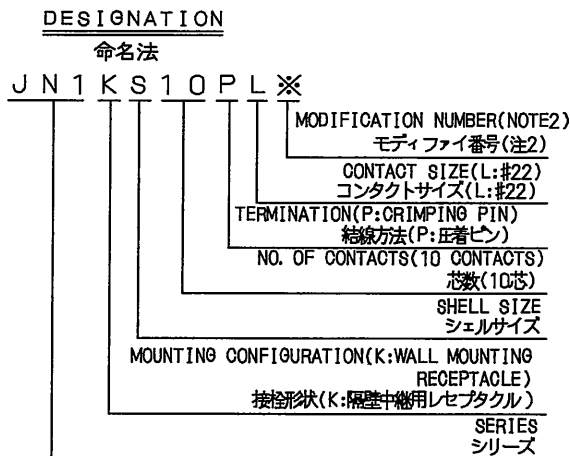 DESIGNATION
命名法
JN1KS10PL※
MODIFICATION NUMBER(NOTE2)
モディファイ番号(注2)
CONTACT SIZE(L:#22)
コンタクトサイズ(L:#22)
TERMINATION(P:CRIMPING PIN)
結線方法(P:圧着ピン)
NO. OF CONTACTS(10 CONTACTS)
芯数(10芯)
SHELL SIZE
シェルサイズ
MOUNTING CONFIGURATION(K:WALL MOUNTING
RECEPTACLE)
接栓形状(K:隔壁中継用レセプタクル)
SERIES
シリーズ